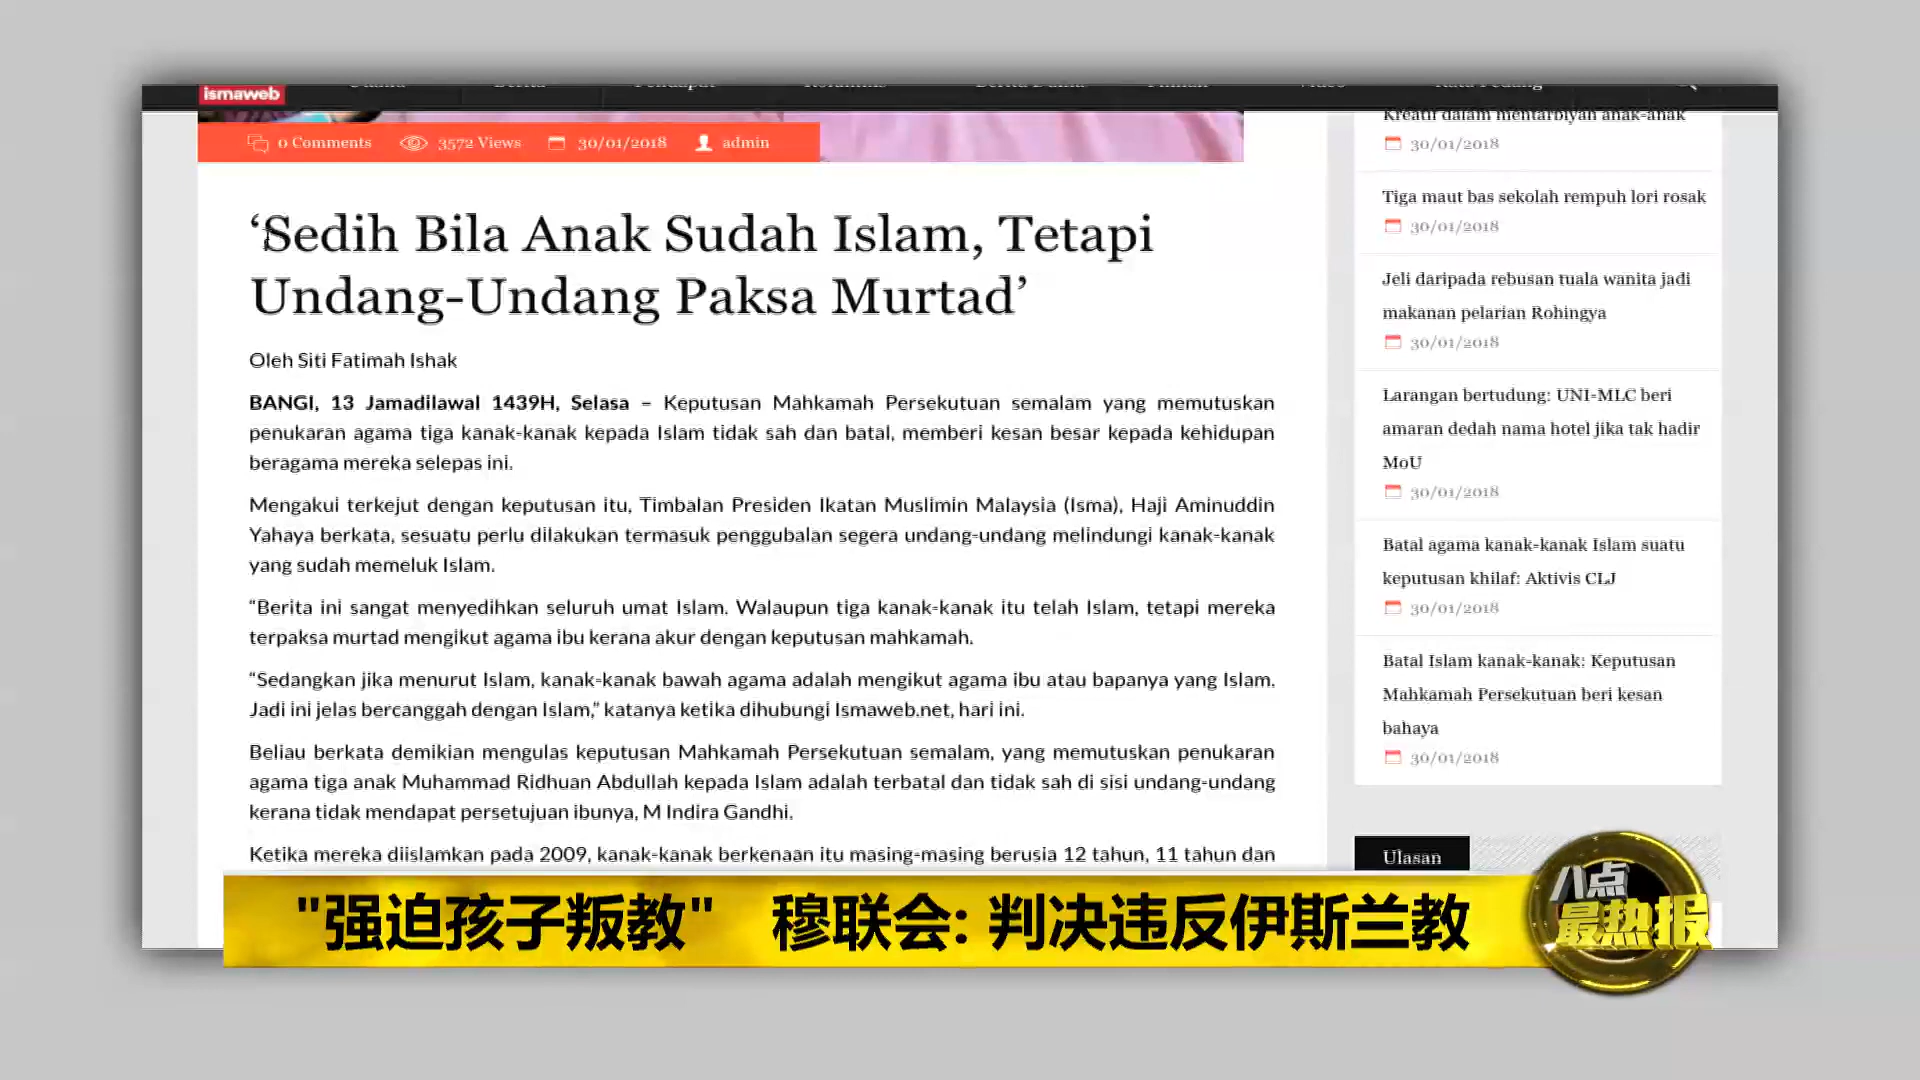 ismaweb
0 Comments 3572 Views 30/01/2018 admin
‘Sedih Bila Anak Sudah Islam, Tetapi
Undang-Undang Paksa Murtad’
Oleh Siti Fatimah Ishak
BANGI, 13 Jamadilawal 1439H, Selasa – Keputusan Mahkamah Persekutuan semalam yang memutuskan
penukaran agama tiga kanak-kanak kepada Islam tidak sah dan batal, memberi kesan besar kepada kehidupan
beragama mereka selepas ini.
Mengakui terkejut dengan keputusan itu, Timbalan Presiden Ikatan Muslimin Malaysia (Isma), Haji Aminuddin
Yahaya berkata, sesuatu perlu dilakukan termasuk penggubalan segera undang-undang melindungi kanak-kanak
yang sudah memeluk Islam.
“Berita ini sangat menyedihkan seluruh umat Islam. Walaupun tiga kanak-kanak itu telah Islam, tetapi mereka
terpaksa murtad mengikut agama ibu kerana akur dengan keputusan mahkamah.
“Sedangkan jika menurut Islam, kanak-kanak bawah agama adalah mengikut agama ibu atau bapanya yang Islam.
Jadi ini jelas bercanggah dengan Islam,” katanya ketika dihubungi Ismaweb.net, hari ini.
Beliau berkata demikian mengulas keputusan Mahkamah Persekutuan semalam, yang memutuskan penukaran
agama tiga anak Muhammad Ridhuan Abdullah kepada Islam adalah terbatal dan tidak sah di sisi undang-undang
kerana tidak mendapat persetujuan ibunya, M Indira Gandhi.
Ketika mereka diislamkan pada 2009, kanak-kanak berkenaan itu masing-masing berusia 12 tahun, 11 tahun dan
Kreatif dalam mentarbiyah anak-anak
30/01/2018
Tiga maut bas sekolah rempuh lori rosak
30/01/2018
Jeli daripada rebusan tuala wanita jadi
makanan pelarian Rohingya
30/01/2018
Larangan bertudung: UNI-MLC beri
amaran dedah nama hotel jika tak hadir
MoU
30/01/2018
Batal agama kanak-kanak Islam suatu
keputusan khilaf: Aktivis CLJ
30/01/2018
Batal Islam kanak-kanak: Keputusan
Mahkamah Persekutuan beri kesan
bahaya
30/01/2018
Ulasan
"强迫孩子叛教" 穆联会: 判决违反伊斯兰教
八点
最热报